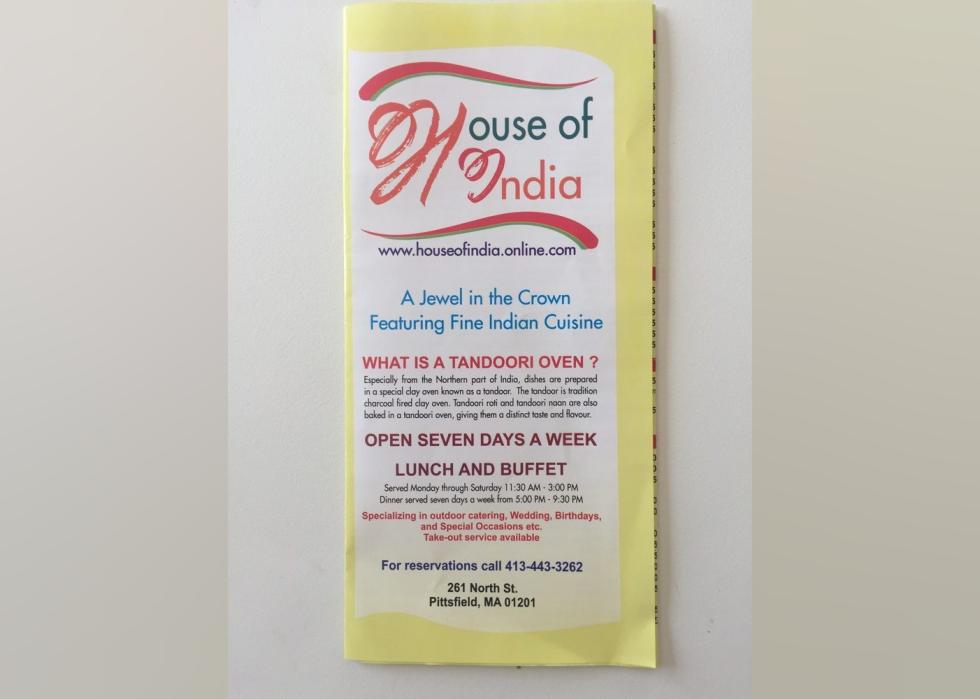 House of
India
www.houseofindia.online.com
A Jewel in the Crown
Featuring Fine Indian Cuisine
WHAT IS A TANDOORI OVEN ?
Especially from the Northern part of India, dishes are prepared
in a special clay oven known as a tandoor. The tandoor is tradition
charcoal fired clay oven. Tandoori roti and tandoori naan are also
baked in a tandoori oven, giving them a distinct taste and flavour.
OPEN SEVEN DAYS A WEEK
LUNCH AND BUFFET
Served Monday through Saturday 11:30 AM - 3:00 PM
Dinner served seven days a week from 5:00 PM - 9:30 PM
Specializing in outdoor catering, Wedding, Birthdays,
and Special Occasions etc.
Take-out service available
For reservations call 413-443-3262
261 North St.
Pittsfield, MA 01201